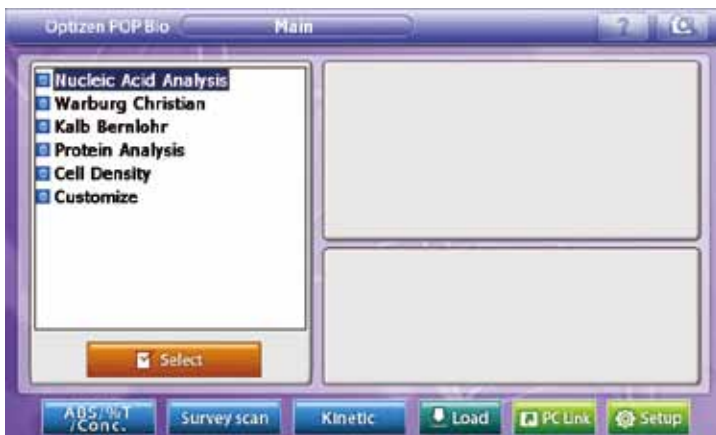 Optizen POP Bio
Main
?
Nucleic Acid Analysis
Warburg Christian
Kalb Bernlohr
Protein Analysis
Cell Density
Customize
Select
ABS/%T
/Conc.
Survey scan
Kinetic
Load
PC Link
Setup